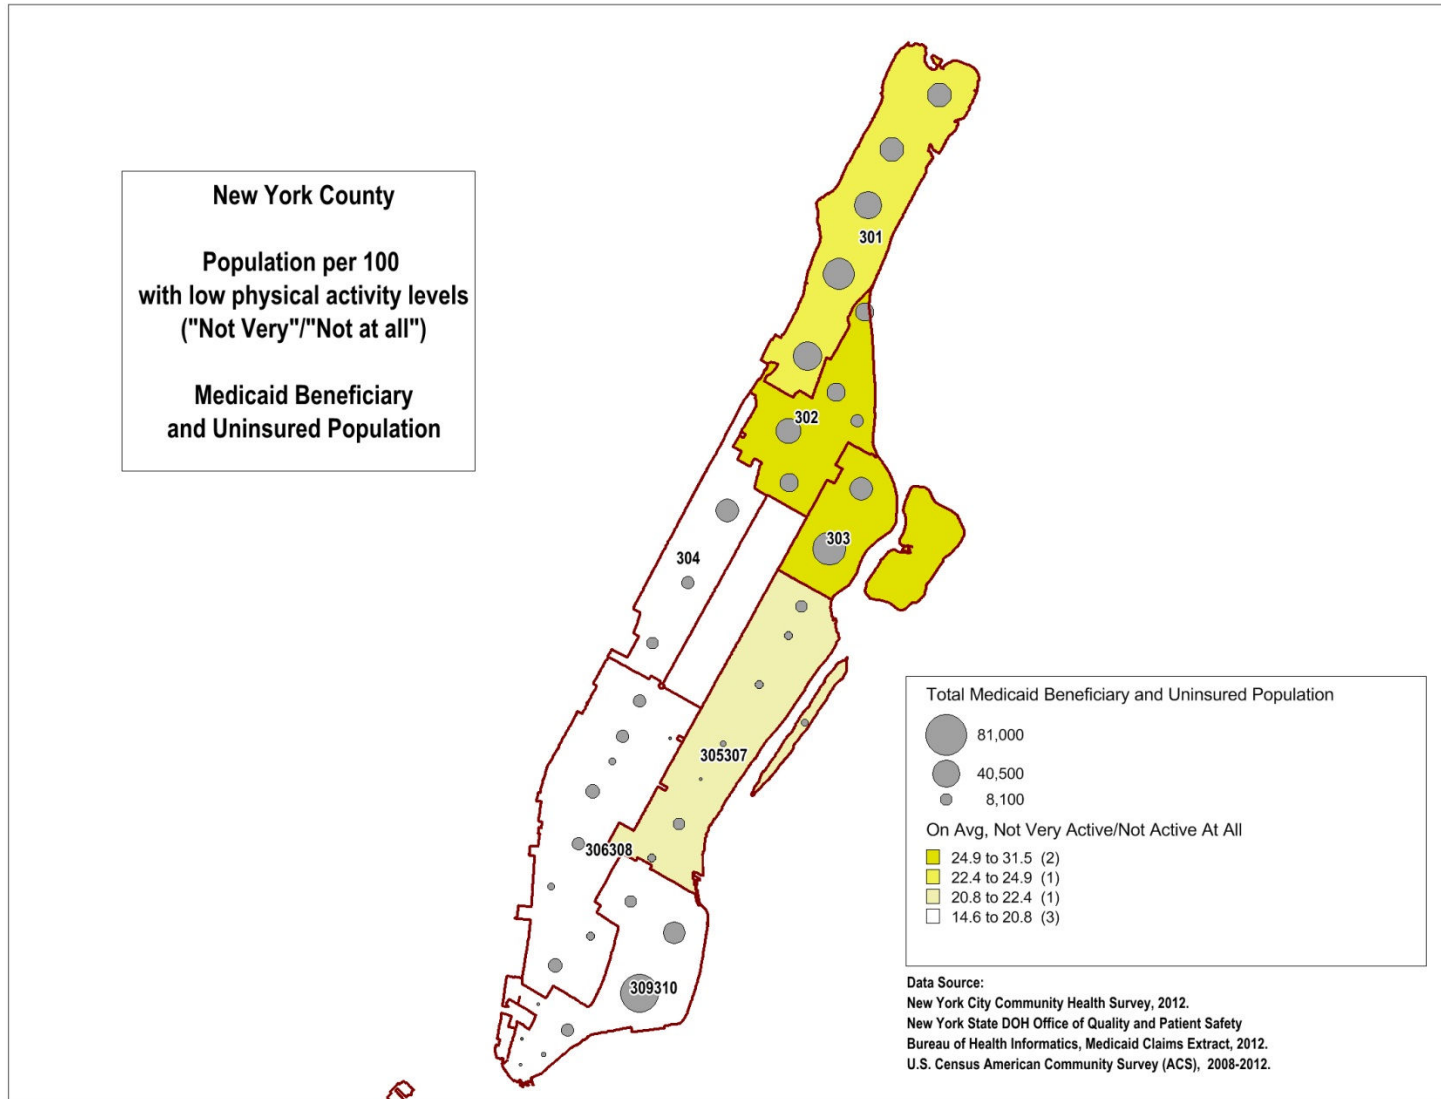 New York County
Population per 100
with low physical activity levels
("Not Very"/"Not at all")
Medicaid Beneficiary
and Uninsured Population
301
302
303
304
305307
306308
309310
Total Medicaid Beneficiary and Uninsured Population
81,000
40,500
8,100
On Avg, Not Very Active/Not Active At All
24.9 to 31.5 (2)
22.4 to 24.9 (1)
20.8 to 22.4 (1)
14.6 to 20.8 (3)
Data Source:
New York City Community Health Survey, 2012.
New York State DOH Office of Quality and Patient Safety
Bureau of Health Informatics, Medicaid Claims Extract, 2012.
U.S. Census American Community Survey (ACS), 2008-2012.